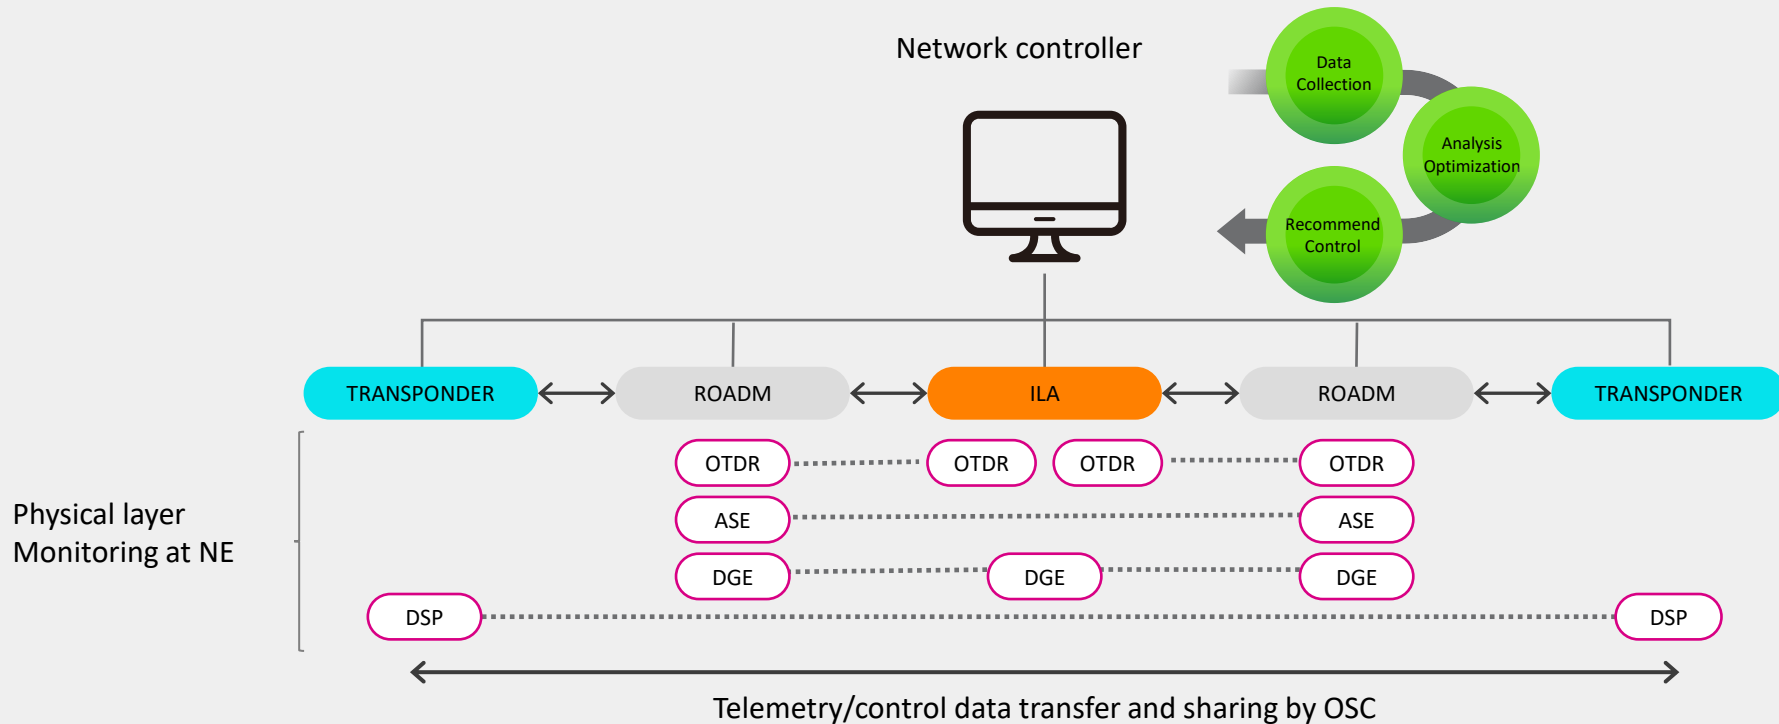 Network controller
Data
Collection
Analysis
Optimization
Recommend
Control
TRANSPONDER
ROADM
ILA
ROADM
TRANSPONDER
Physical layer
Monitoring at NE
OTDR
OTDR
OTDR
OTDR
ASE
ASE
DGE
DGE
DGE
DSP
DSP
Telemetry/control data transfer and sharing by OSC